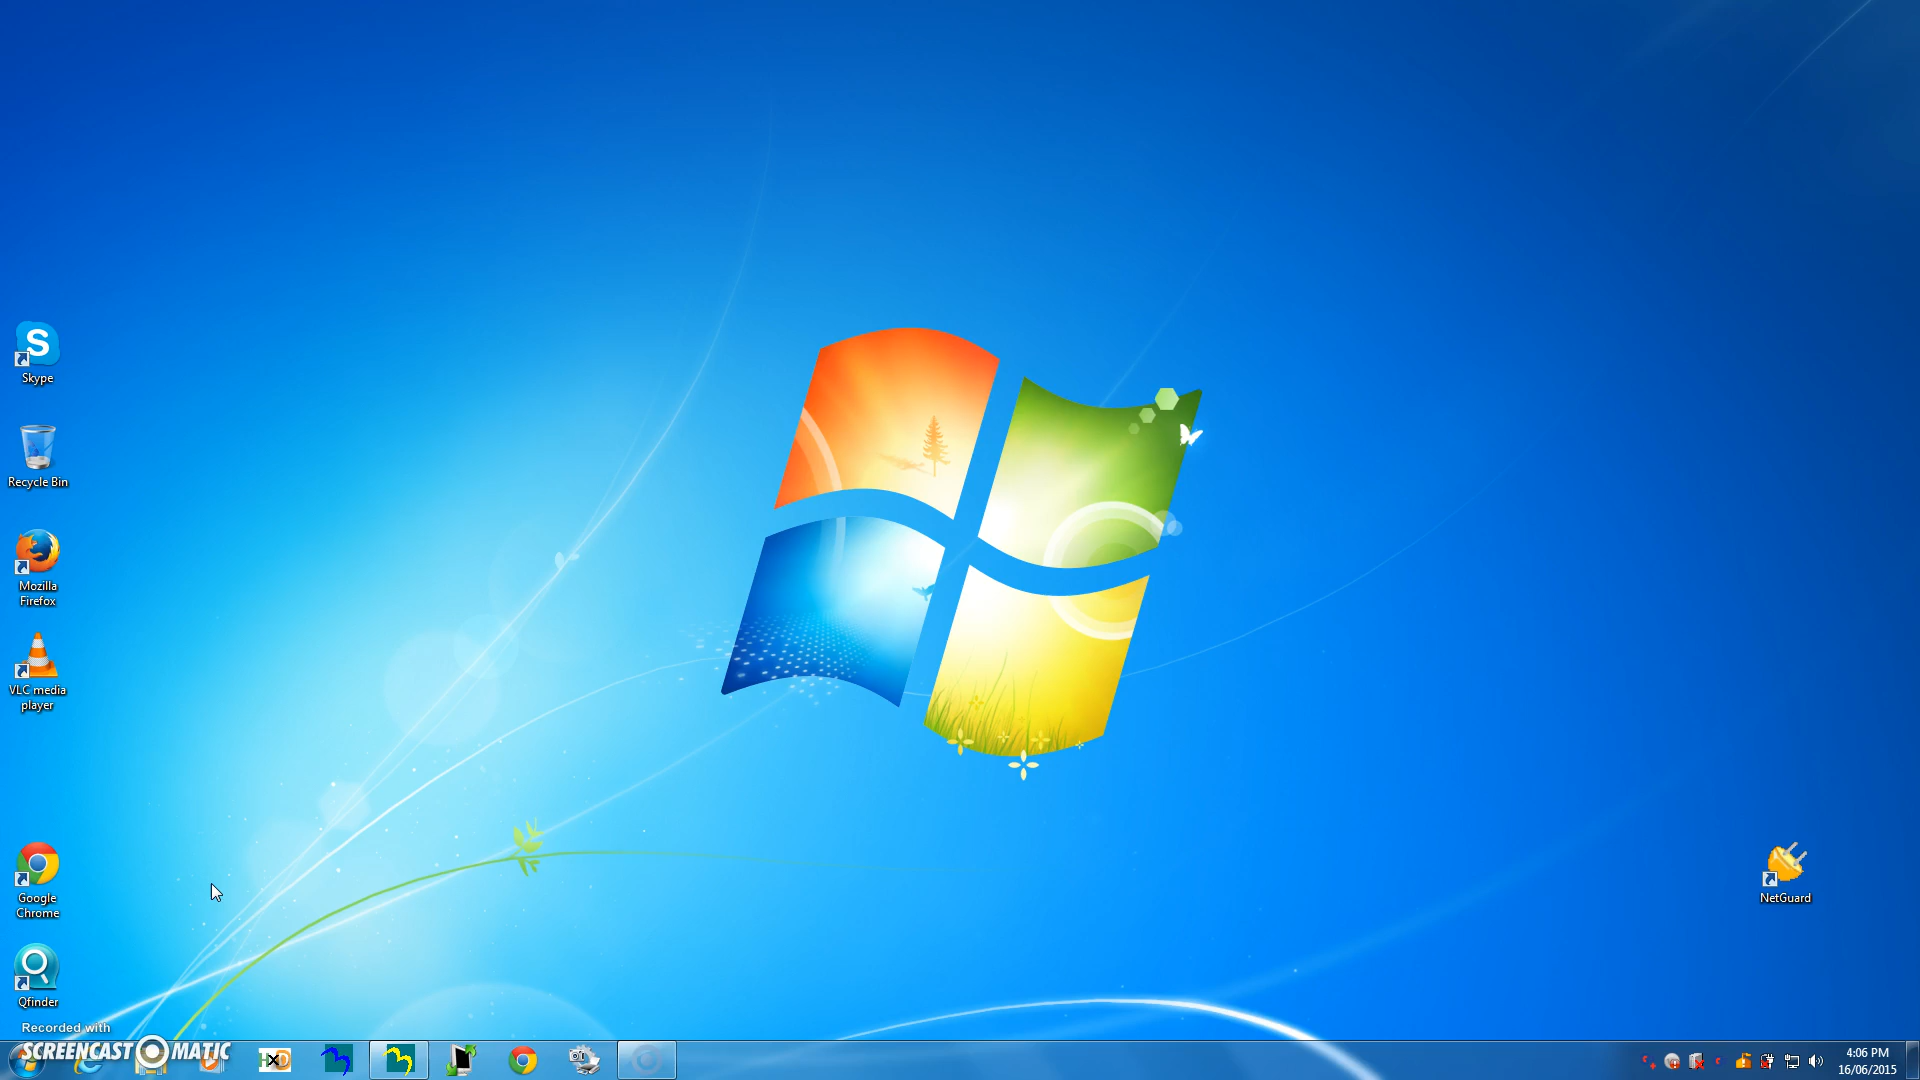 Skype
Recycle Bin
Mozilla
Firefox
VLC media
player
Google
Chrome
NetGuard
Qfinder
Recorded with
SCREENCAST MATIC
HxD
4:06 PM
16/06/2015